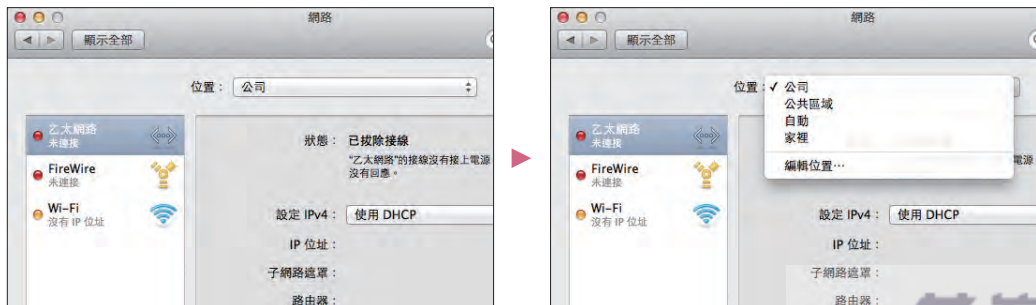 網路
顯示全部
位置： 公司
乙太網路
未連接
FireWire
未連接
Wi-Fi
沒有 IP 位址
狀態： 已拔除接線
“乙太網路”的接線沒有接上電源
沒有回應。
設定 IPv4： 使用 DHCP
IP 位址：
子網路遮罩：
路由器：
網路
顯示全部
位置： ✓ 公司
公共區域
自動
家裡
編輯位置⋯
乙太網路
未連接
FireWire
未連接
Wi-Fi
沒有 IP 位址
電源
設定 IPv4： 使用 DHCP
IP 位址：
子網路遮罩：
路由器：